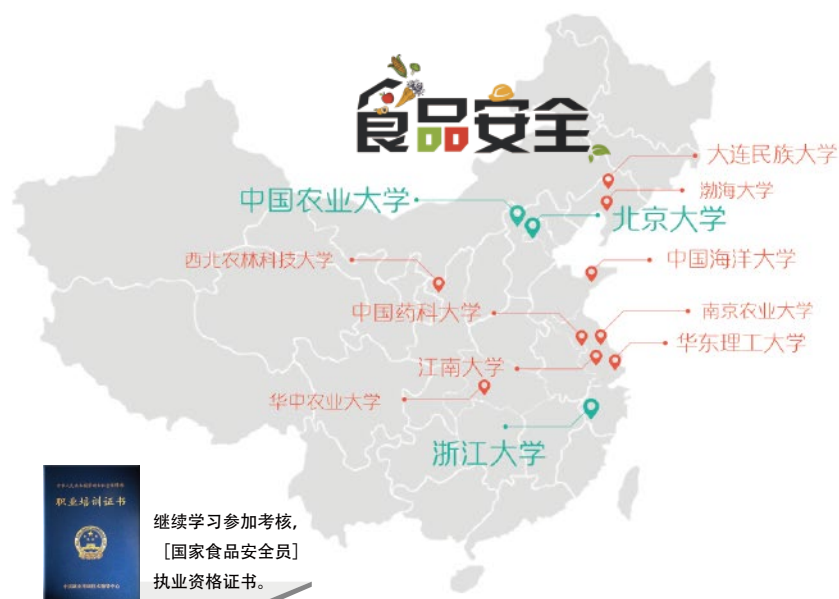 食品安全
大连民族大学
渤海大学
中国农业大学
北京大学
西北农林科技大学
中国海洋大学
中国药科大学
南京农业大学
华东理工大学
江南大学
华中农业大学
浙江大学
职业培训证书
继续学习参加考核，
［国家食品安全员］
执业资格证书。